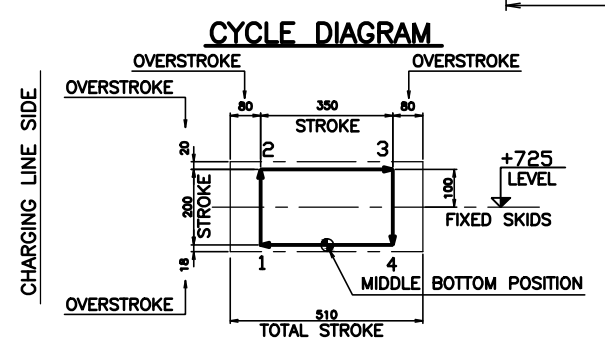 CYCLE DIAGRAM
OVERSTROKE
OVERSTROKE
OVERSTROKE
CHARGING LINE SIDE
80
350
80
STROKE
20
2
3
+725
LEVEL
200
STROKE
100
FIXED SKIDS
18
1
4
MIDDLE BOTTOM POSITION
OVERSTROKE
510
TOTAL STROKE